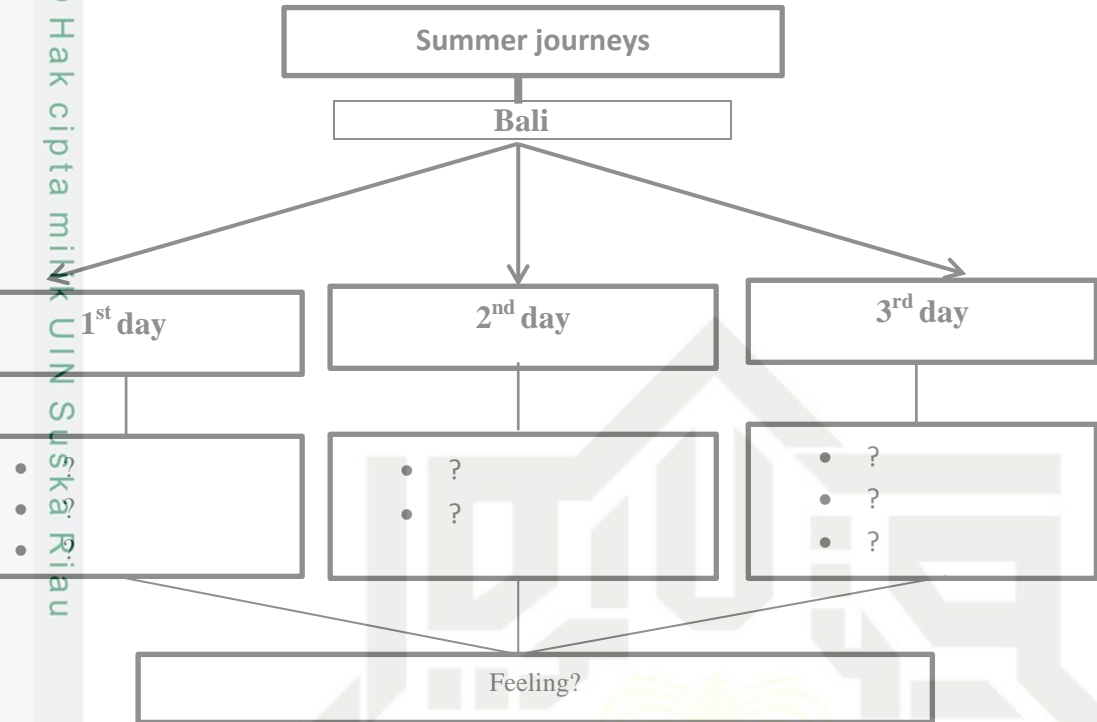 Hak cipta milik UIN Suska Riau
Summer journeys
Bali
1st day
2nd day
3rd day
• ?
• ?
• ?
• ?
• ?
• ?
• ?
• ?
Feeling?